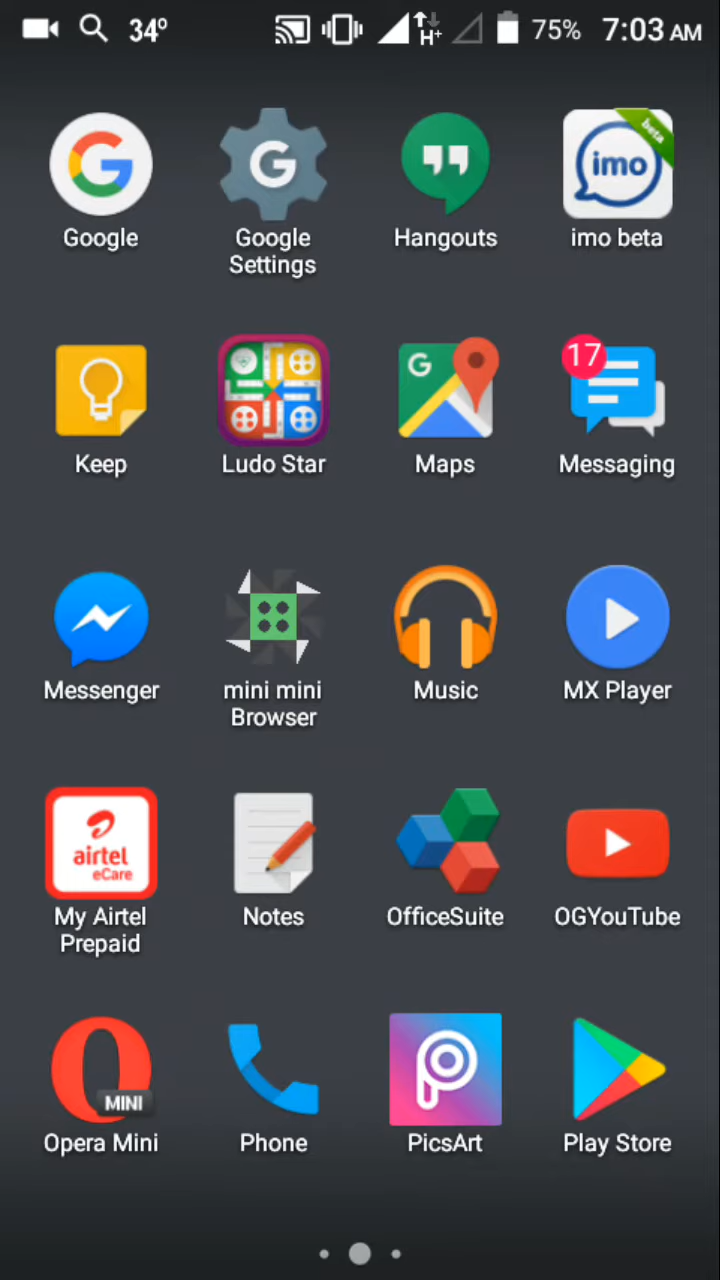 34° H+ 75% 7:03 AM
G G beta imo
Google Google Settings Hangouts imo beta
G 17
Keep Ludo Star Maps Messaging
Messenger mini mini Browser Music MX Player
airtel eCare
My Airtel Prepaid Notes OfficeSuite OGYouTube
MINI
Opera Mini Phone PicsArt Play Store